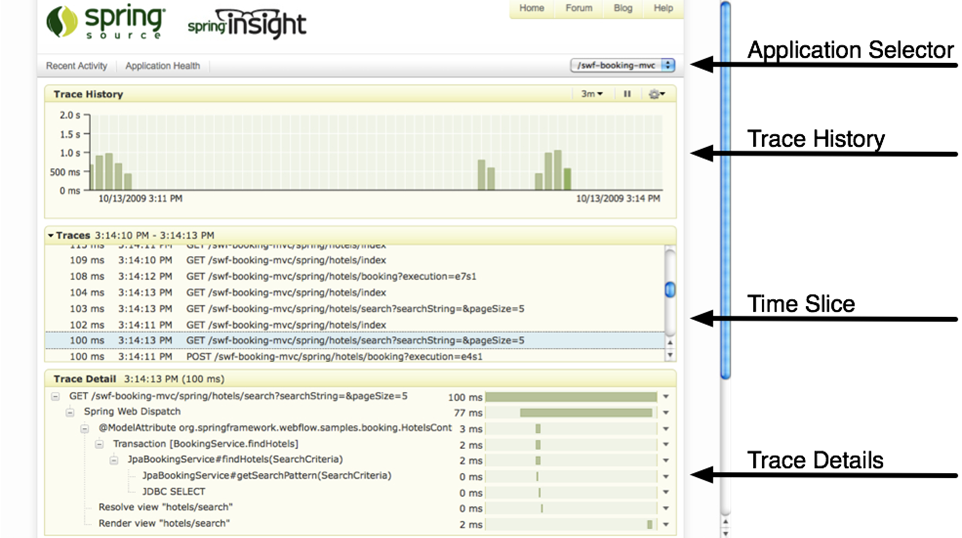 spring source
spring insight
Home Forum Blog Help
Recent Activity Application Health /swf-booking-mvc
Application Selector
Trace History 3m
2.0 s
1.5 s
1.0 s
500 ms
0 ms
10/13/2009 3:11 PM 10/13/2009 3:14 PM
Trace History
Traces 3:14:10 PM - 3:14:13 PM
113 ms 3:14:11 PM GET /swf-booking-mvc/spring/hotels/index
109 ms 3:14:10 PM GET /swf-booking-mvc/spring/hotels/index
108 ms 3:14:12 PM GET /swf-booking-mvc/spring/hotels/booking?execution=e7s1
104 ms 3:14:13 PM GET /swf-booking-mvc/spring/hotels/index
103 ms 3:14:13 PM GET /swf-booking-mvc/spring/hotels/search?searchString=&pageSize=5
102 ms 3:14:11 PM GET /swf-booking-mvc/spring/hotels/index
100 ms 3:14:13 PM GET /swf-booking-mvc/spring/hotels/search?searchString=&pageSize=5
100 ms 3:14:11 PM POST /swf-booking-mvc/spring/hotels/booking?execution=e4s1
Time Slice
Trace Detail 3:14:13 PM (100 ms)
GET /swf-booking-mvc/spring/hotels/search?searchString=&pageSize=5 100 ms
Spring Web Dispatch 77 ms
@ModelAttribute org.springframework.webflow.samples.booking.HotelsCont 3 ms
Transaction [BookingService.findHotels] 2 ms
JpaBookingService#findHotels(SearchCriteria) 2 ms
JpaBookingService#getSearchPattern(SearchCriteria) 0 ms
JDBC SELECT 0 ms
Resolve view "hotels/search" 0 ms
Render view "hotels/search" 2 ms
Trace Details